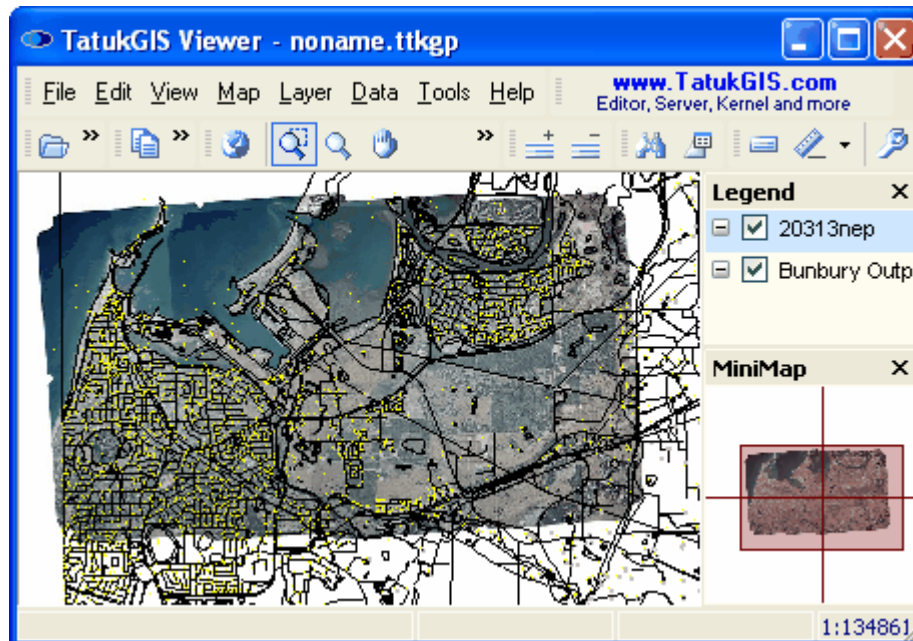 TatukGIS Viewer - noname.ttkgp
File Edit View Map Layer Data Tools Help
www.TatukGIS.com
Editor, Server, Kernel and more
Legend
20313nep
Bunbury Outp
MiniMap
1:134861